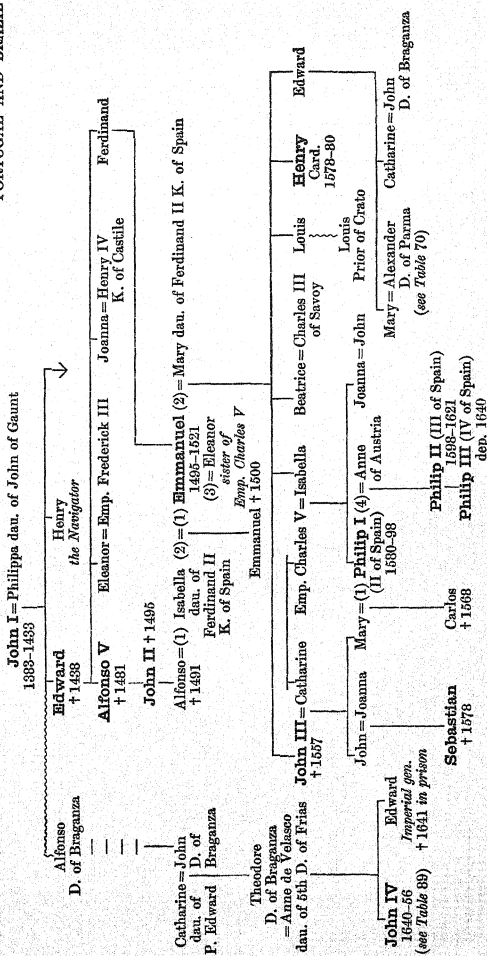 PORTUGAL AND BRAZIL
John I = Philippa dau. of John of Gaunt
1383-1433
Alfonso
D. of Braganza
Edward
†1438
Henry
the Navigator
Alfonso V
†1481
Eleanor = Emp. Frederick III
Joanna = Henry IV
K. of Castile
Ferdinand
John II †1495
Alfonso = (1) Isabella (2) = (1) Emmanuel (2) = Mary dau. of Ferdinand II K. of Spain
†1491
dau. of
Ferdinand II
K. of Spain
1495-1521
(3) = Eleanor
sister of
Emp. Charles V
Emmanuel †1500
Catharine = John
dau. of
P. Edward
D. of
Braganza
Theodore
D. of Braganza
= Anne de Velasco
dau. of 5th D. of Frias
John III = Catharine
†1557
Emp. Charles V = Isabella
Beatrice = Charles III
of Savoy
Louis
Henry
Card.
1578-80
Edward
Louis
Prior of Crato
John = Joanna
Mary = (1) Philip I (4) = Anne
(II of Spain)
1580-98
of Austria
Joanna = John
Mary = Alexander
D. of Parma
(see Table 70)
Catharine = John
D. of Braganza
John IV
1640-56
(see Table 89)
Edward
Imperial gen.
†1641 in prison
Sebastian
†1578
Carlos
†1568
Philip II (III of Spain)
1598-1621
Philip III (IV of Spain)
dep. 1640